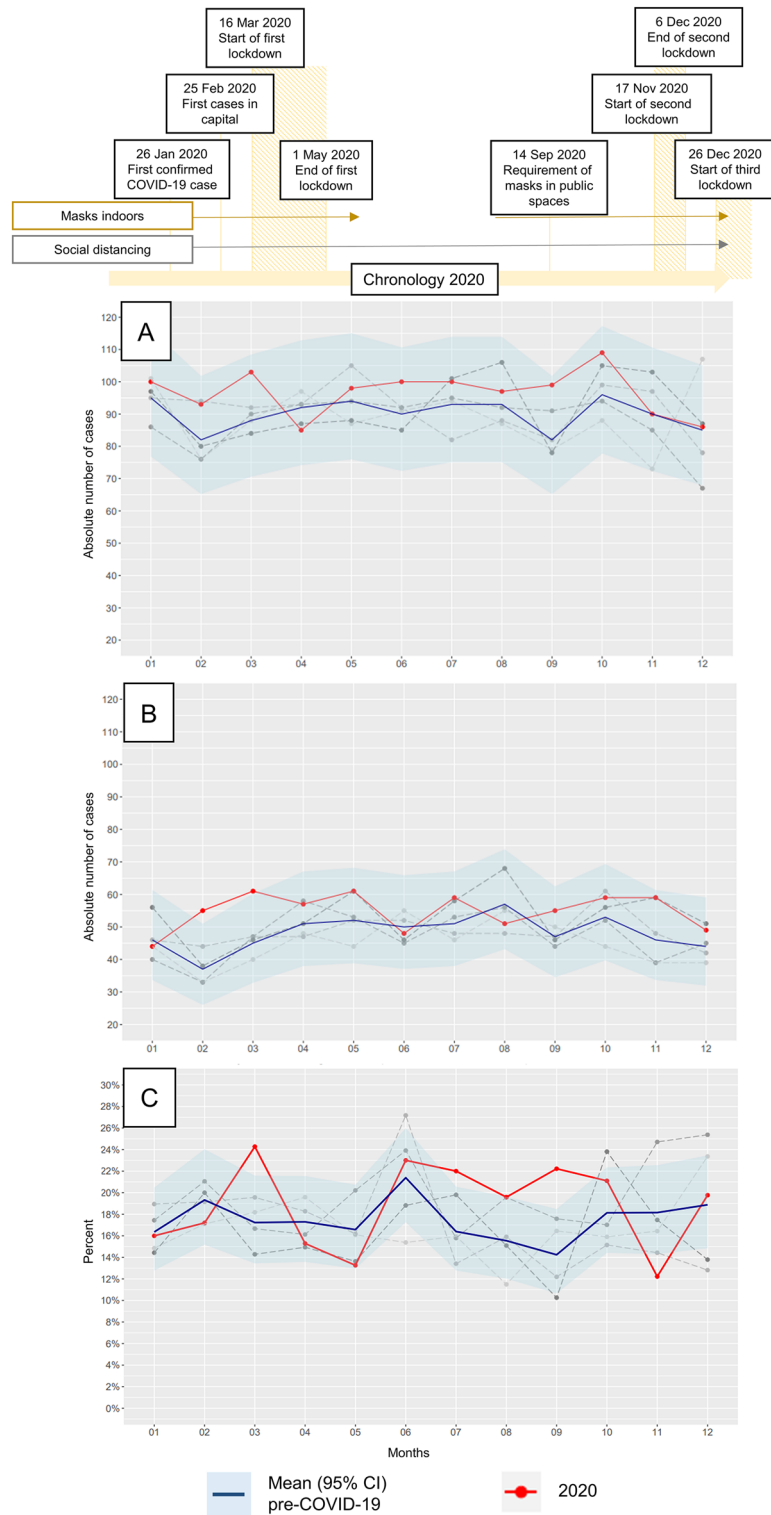 16 Mar 2020
Start of first
lockdown
6 Dec 2020
End of second
lockdown
25 Feb 2020
First cases in
capital
17 Nov 2020
Start of second
lockdown
26 Jan 2020
First confirmed
COVID-19 case
1 May 2020
End of first
lockdown
14 Sep 2020
Requirement of
masks in public
spaces
26 Dec 2020
Start of third
lockdown
Masks indoors
Social distancing
Chronology 2020
A
Absolute number of cases
120
110
100
90
80
70
60
50
40
30
20
01 02 03 04 05 06 07 08 09 10 11 12
B
Absolute number of cases
120
110
100
90
80
70
60
50
40
30
20
01 02 03 04 05 06 07 08 09 10 11 12
C
Percent
30%
28%
26%
24%
22%
20%
18%
16%
14%
12%
10%
8%
6%
4%
2%
0%
01 02 03 04 05 06 07 08 09 10 11 12
Months
Mean (95% CI)
pre-COVID-19
2020